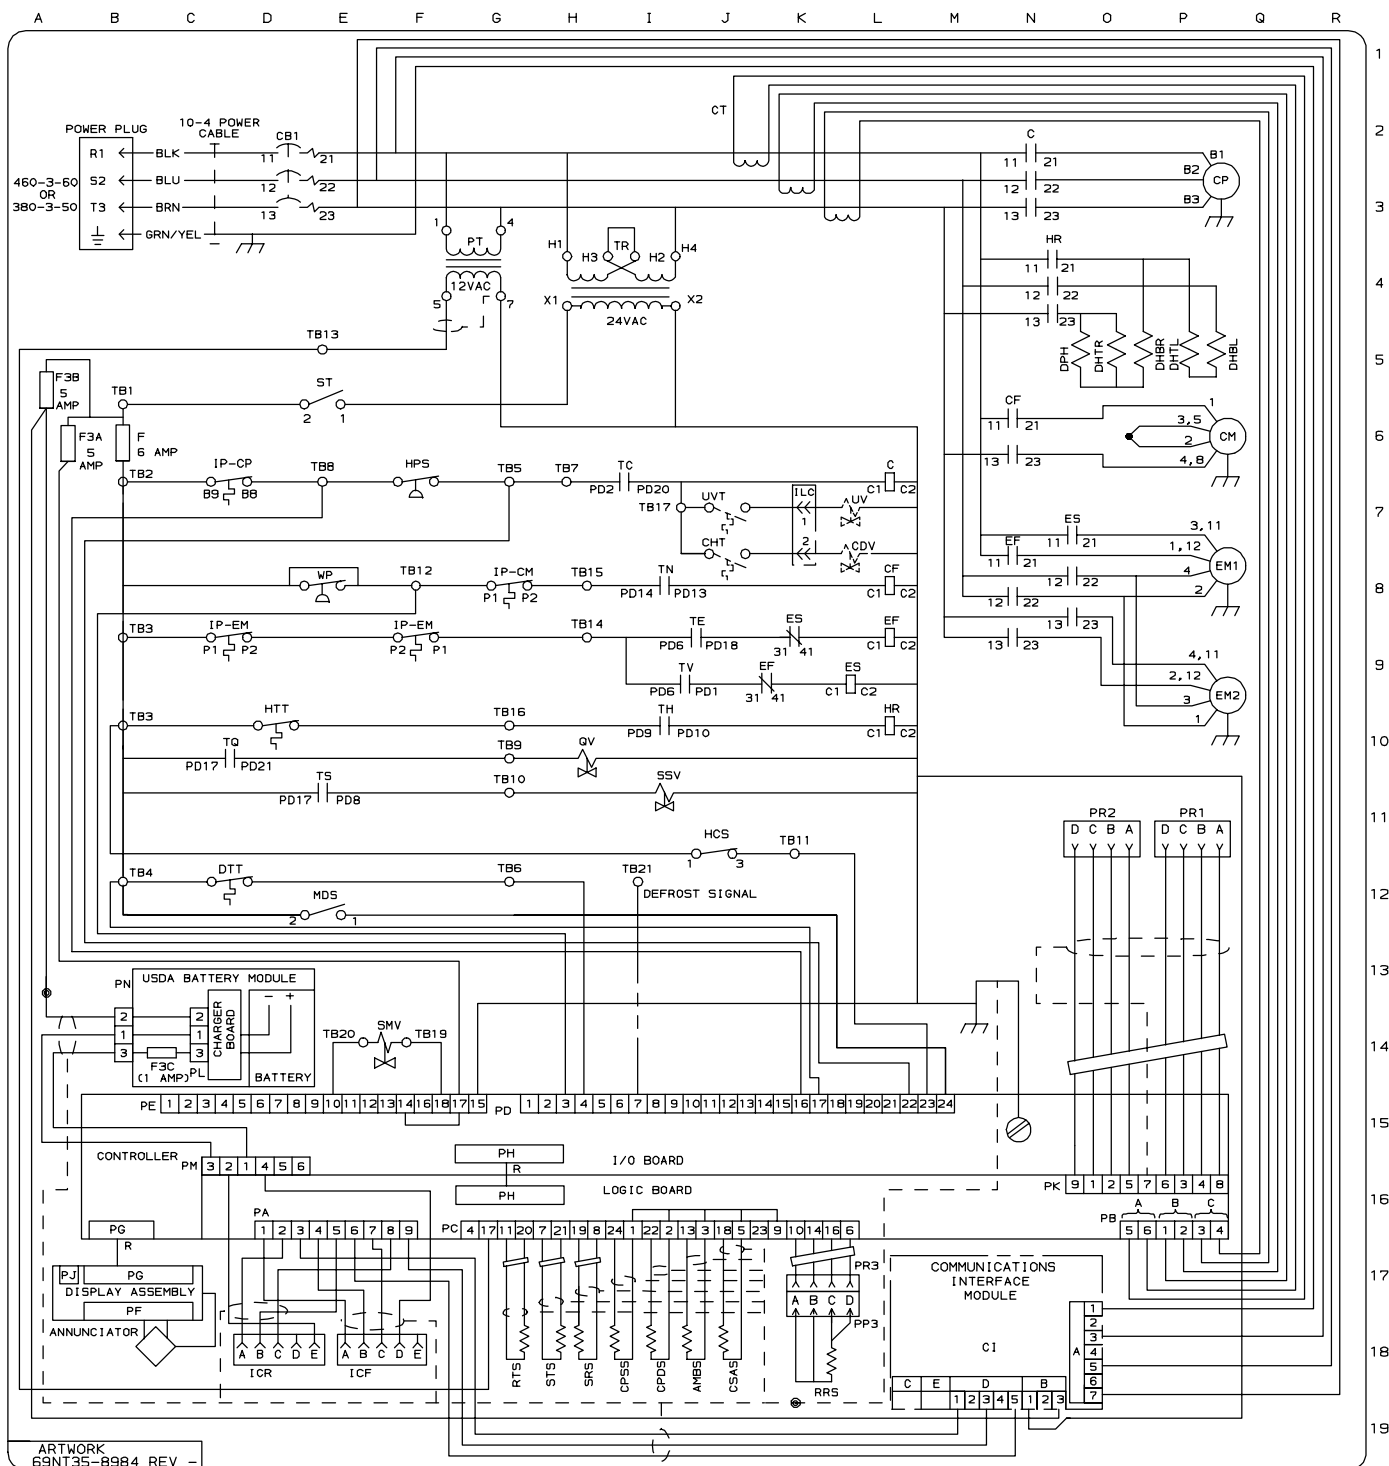 A B C D E F G H I J K L M N O P Q R
1
CT
2
POWER PLUG 10-4 POWER CABLE CB1 C
R1 BLK 11 21 11 21 B1
460-3-60 S2 BLU 12 22 12 22 B2 CP
OR
380-3-50 T3 BRN 13 23 13 23 B3
3
GRN/YEL
1 PT 4 H1 H3 TR H2 H4 HR
11 21
12VAC 12 22
4
5 7 X1 24VAC X2 13 23
TB13
DPH DHTR DHBR DHTL DHBL
5
F3B 5 AMP TB1 ST
2 1
CF 1
11 21 3,5
F3A 5 AMP F 6 AMP 2 CM
6
13 23 4,8
TB2 IP-CP TB8 HPS TB5 TB7 TC C
B9 B8 PD2 PD20 C1 C2
UVT ILC UV
TB17 1
7
CHT 2 CDV
ES 3,11
11 21
EF 1,12
11 21 EM1
WP TB12 IP-CM TB15 TN CF
P1 P2 PD14 PD13 C1 C2
12 22 4
8
12 22 2
TB3 IP-EM IP-EM TB14 TE ES EF
P1 P2 P2 P1 PD6 PD18 31 41 C1 C2
13 23
13 23
4,11
9
TV EF ES
PD6 PD1 31 41 C1 C2
2,12
3 EM2
1
TB3 HTT TB16 TH HR
PD9 PD10 C1 C2
10
TQ TB9 QV
PD17 PD21
TS TB10 SSV
PD17 PD8
11
PR2 PR1
D C B A D C B A
HCS TB11
1 3
TB4 DTT TB6 TB21
DEFROST SIGNAL
12
MDS
2 1
13
PN USDA BATTERY MODULE
- +
2 2
1 1 CHARGER BOARD
3 3
F3C (1 AMP) PL BATTERY
TB20 SMV TB19
14
PE 1 2 3 4 5 6 7 8 9 10 11 12 13 14 16 18 17 15
PD 1 2 3 4 5 6 7 8 9 10 11 12 13 14 15 16 17 18 19 20 21 22 23 24
15
CONTROLLER PM 3 2 1 4 5 6
PH I/O BOARD
R
PH LOGIC BOARD
PK 9 1 2 5 7 6 3 4 8
16
A B C
PG PA 1 2 3 4 5 6 7 8 9
PC 4 17 11 20 7 21 19 8 24 1 22 2 13 3 18 5 23 9 10 14 16 6
PB 5 6 1 2 3 4
R
PJ PG
DISPLAY ASSEMBLY
PF
ANNUNCIATOR
PR3
A B C D
PP3
COMMUNICATIONS
INTERFACE
MODULE
17
CI
A 1 2 3 4 5 6 7
A B C D E A B C D E
ICR ICF
RTS STS SRS CPSS CPDS AMBS CSAS RRS
18
C E D B
1 2 3 4 5 1 2 3
19
ARTWORK
69NT35-8984 REV -